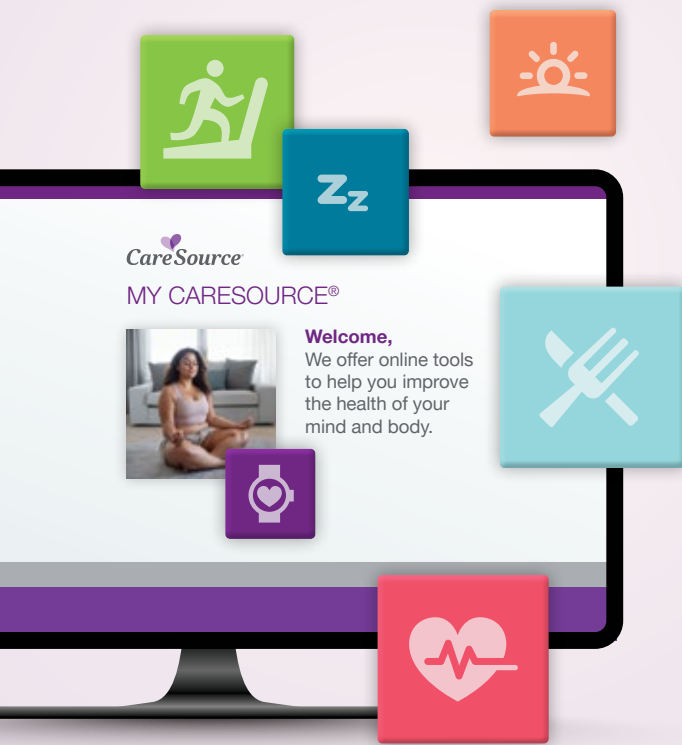 Zz
CareSource
MY CARESOURCE®
Welcome,
We offer online tools
to help you improve
the health of your
mind and body.